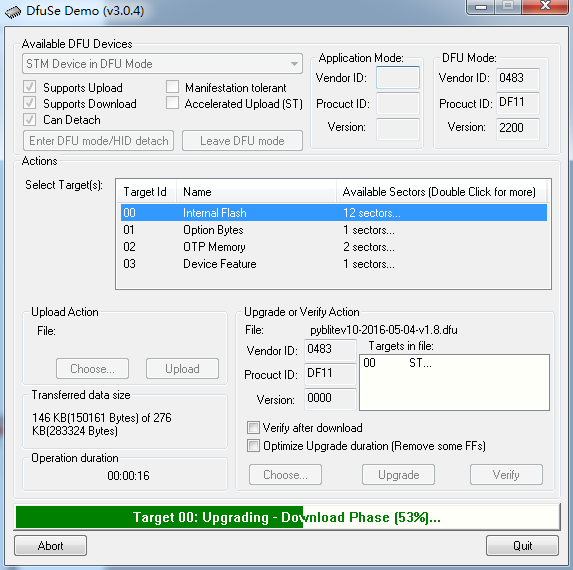 DfuSe Demo (v3.0.4)
Available DFU Devices
STM Device in DFU Mode
Supports Upload
Manifestation tolerant
Supports Download
Accelerated Upload (ST)
Can Detach
Enter DFU mode/HID detach
Leave DFU mode
Application Mode:
Vendor ID:
Procuct ID:
Version:
DFU Mode:
Vendor ID: 0483
Procuct ID: DF11
Version: 2200
Actions
Select Target(s):
Target Id Name Available Sectors (Double Click for more)
00 Internal Flash 12 sectors...
01 Option Bytes 1 sectors...
02 OTP Memory 2 sectors...
03 Device Feature 1 sectors...
Upload Action
File:
Choose...
Upload
Transferred data size
146 KB(150161 Bytes) of 276
KB(283324 Bytes)
Operation duration
00:00:16
Upgrade or Verify Action
File: pyblitev10-2016-05-04-v1.8.dfu
Vendor ID: 0483
Procuct ID: DF11
Version: 0000
Targets in file:
00 ST...
Verify after download
Optimize Upgrade duration (Remove some FFs)
Choose...
Upgrade
Verify
Target 00: Upgrading - Download Phase (53%)...
Abort
Quit